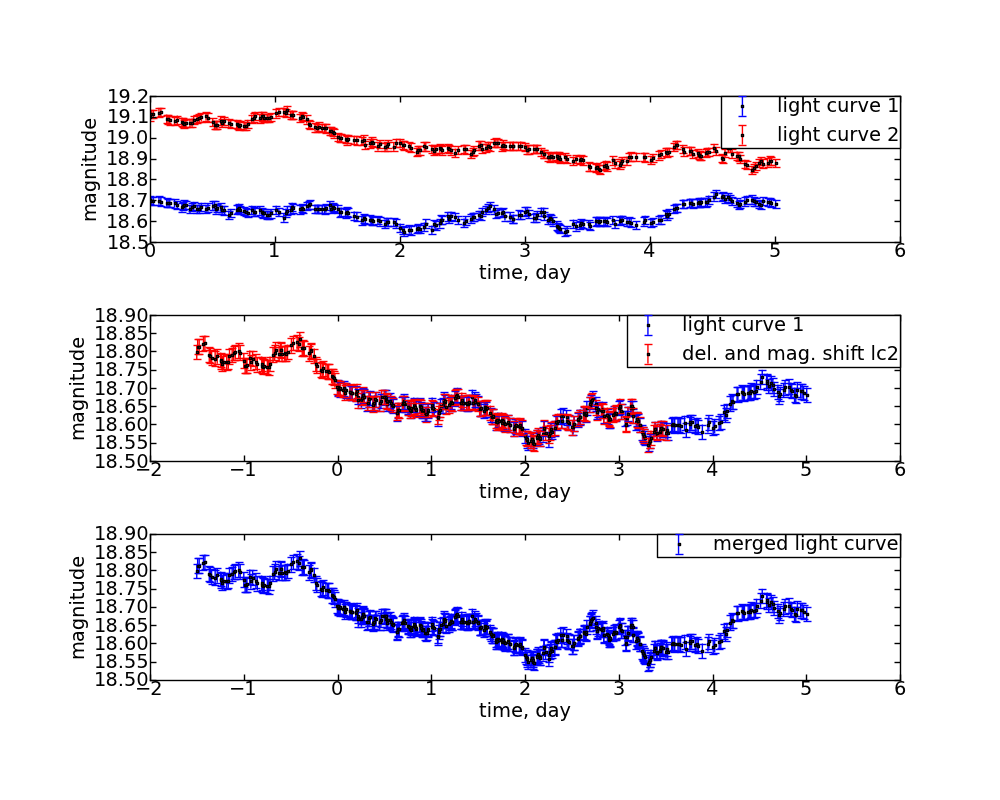 19.2
19.1
19.0
18.9
18.8
18.7
18.6
18.5
magnitude
light curve 1
light curve 2
0 1 2 3 4 5 6
time, day
18.90
18.85
18.80
18.75
18.70
18.65
18.60
18.55
18.50
magnitude
light curve 1
del. and mag. shift lc2
−2 −1 0 1 2 3 4 5 6
time, day
18.90
18.85
18.80
18.75
18.70
18.65
18.60
18.55
18.50
magnitude
merged light curve
−2 −1 0 1 2 3 4 5 6
time, day